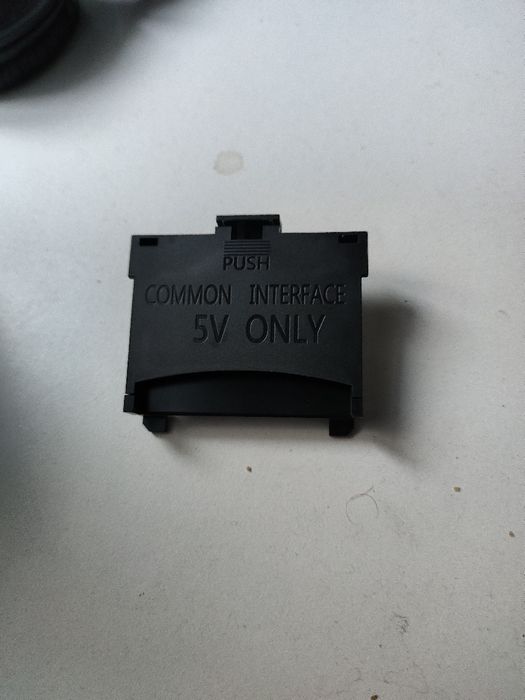 PUSH
COMMON INTERFACE
5V ONLY